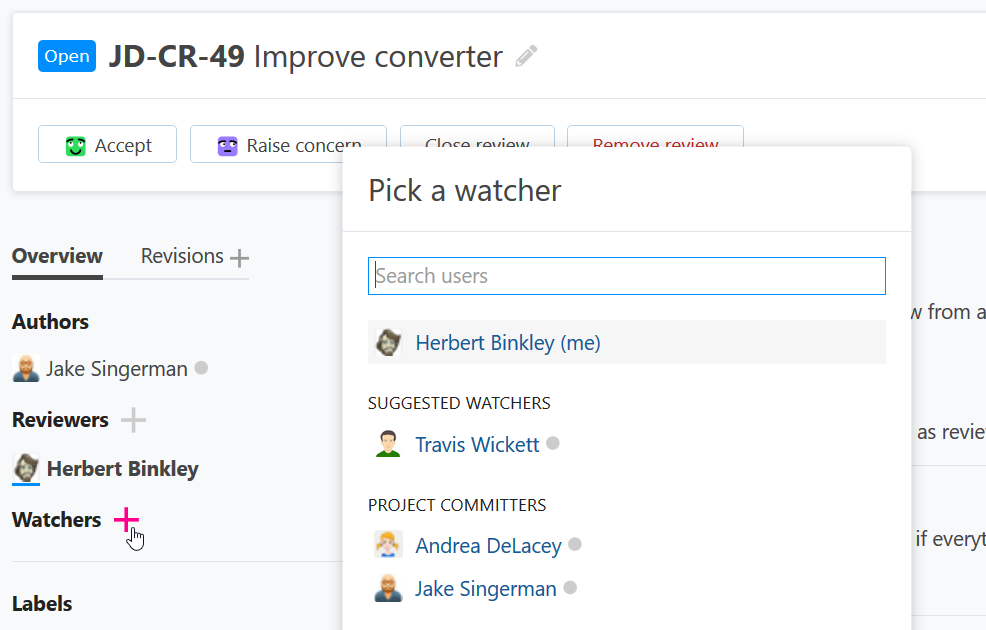 Open JD-CR-49 Improve converter
Accept Raise concern Close review Remove review
Pick a watcher
Overview Revisions
Search users
Authors
w from a
Herbert Binkley (me)
Jake Singerman
SUGGESTED WATCHERS
Reviewers
as revie
Travis Wickett
Herbert Binkley
PROJECT COMMITTERS
Watchers
if everyt
Andrea DeLacey
Jake Singerman
Labels